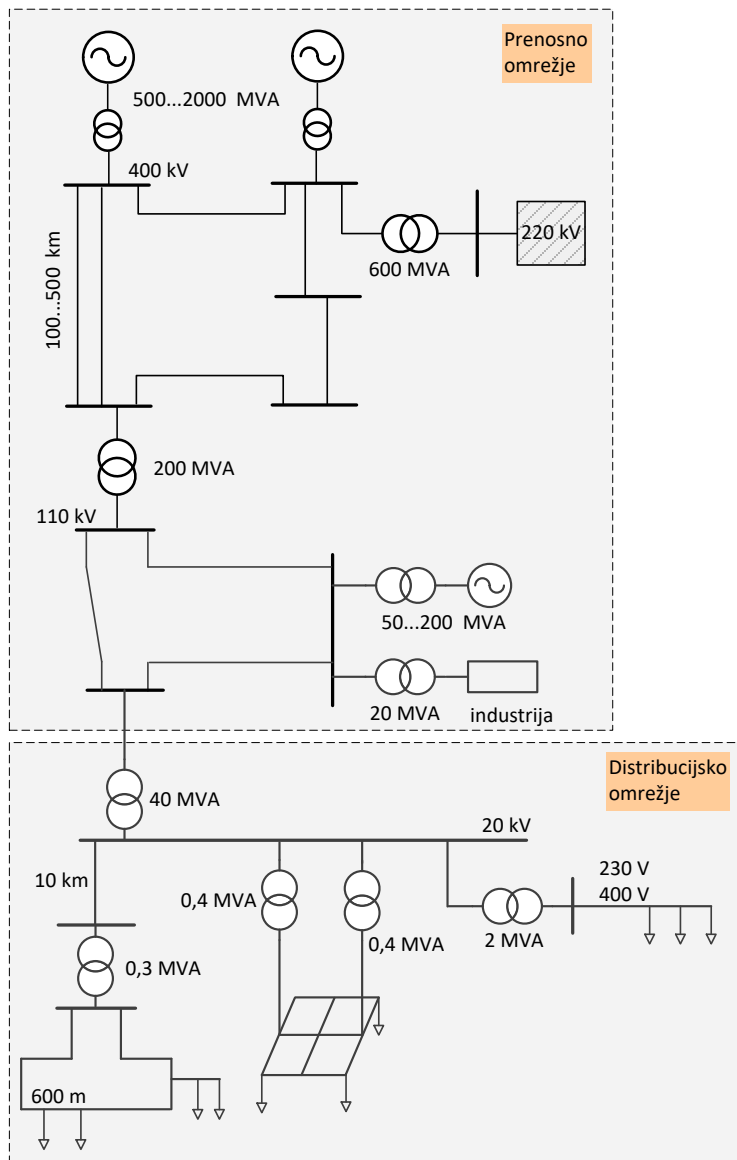 Prenosno
omrežje
500...2000 MVA
400 kV
220 kV
600 MVA
100...500 km
200 MVA
110 kV
50...200 MVA
20 MVA
industrija
Distribucijsko
omrežje
40 MVA
20 kV
10 km
230 V
400 V
0,4 MVA
0,4 MVA
2 MVA
0,3 MVA
600 m